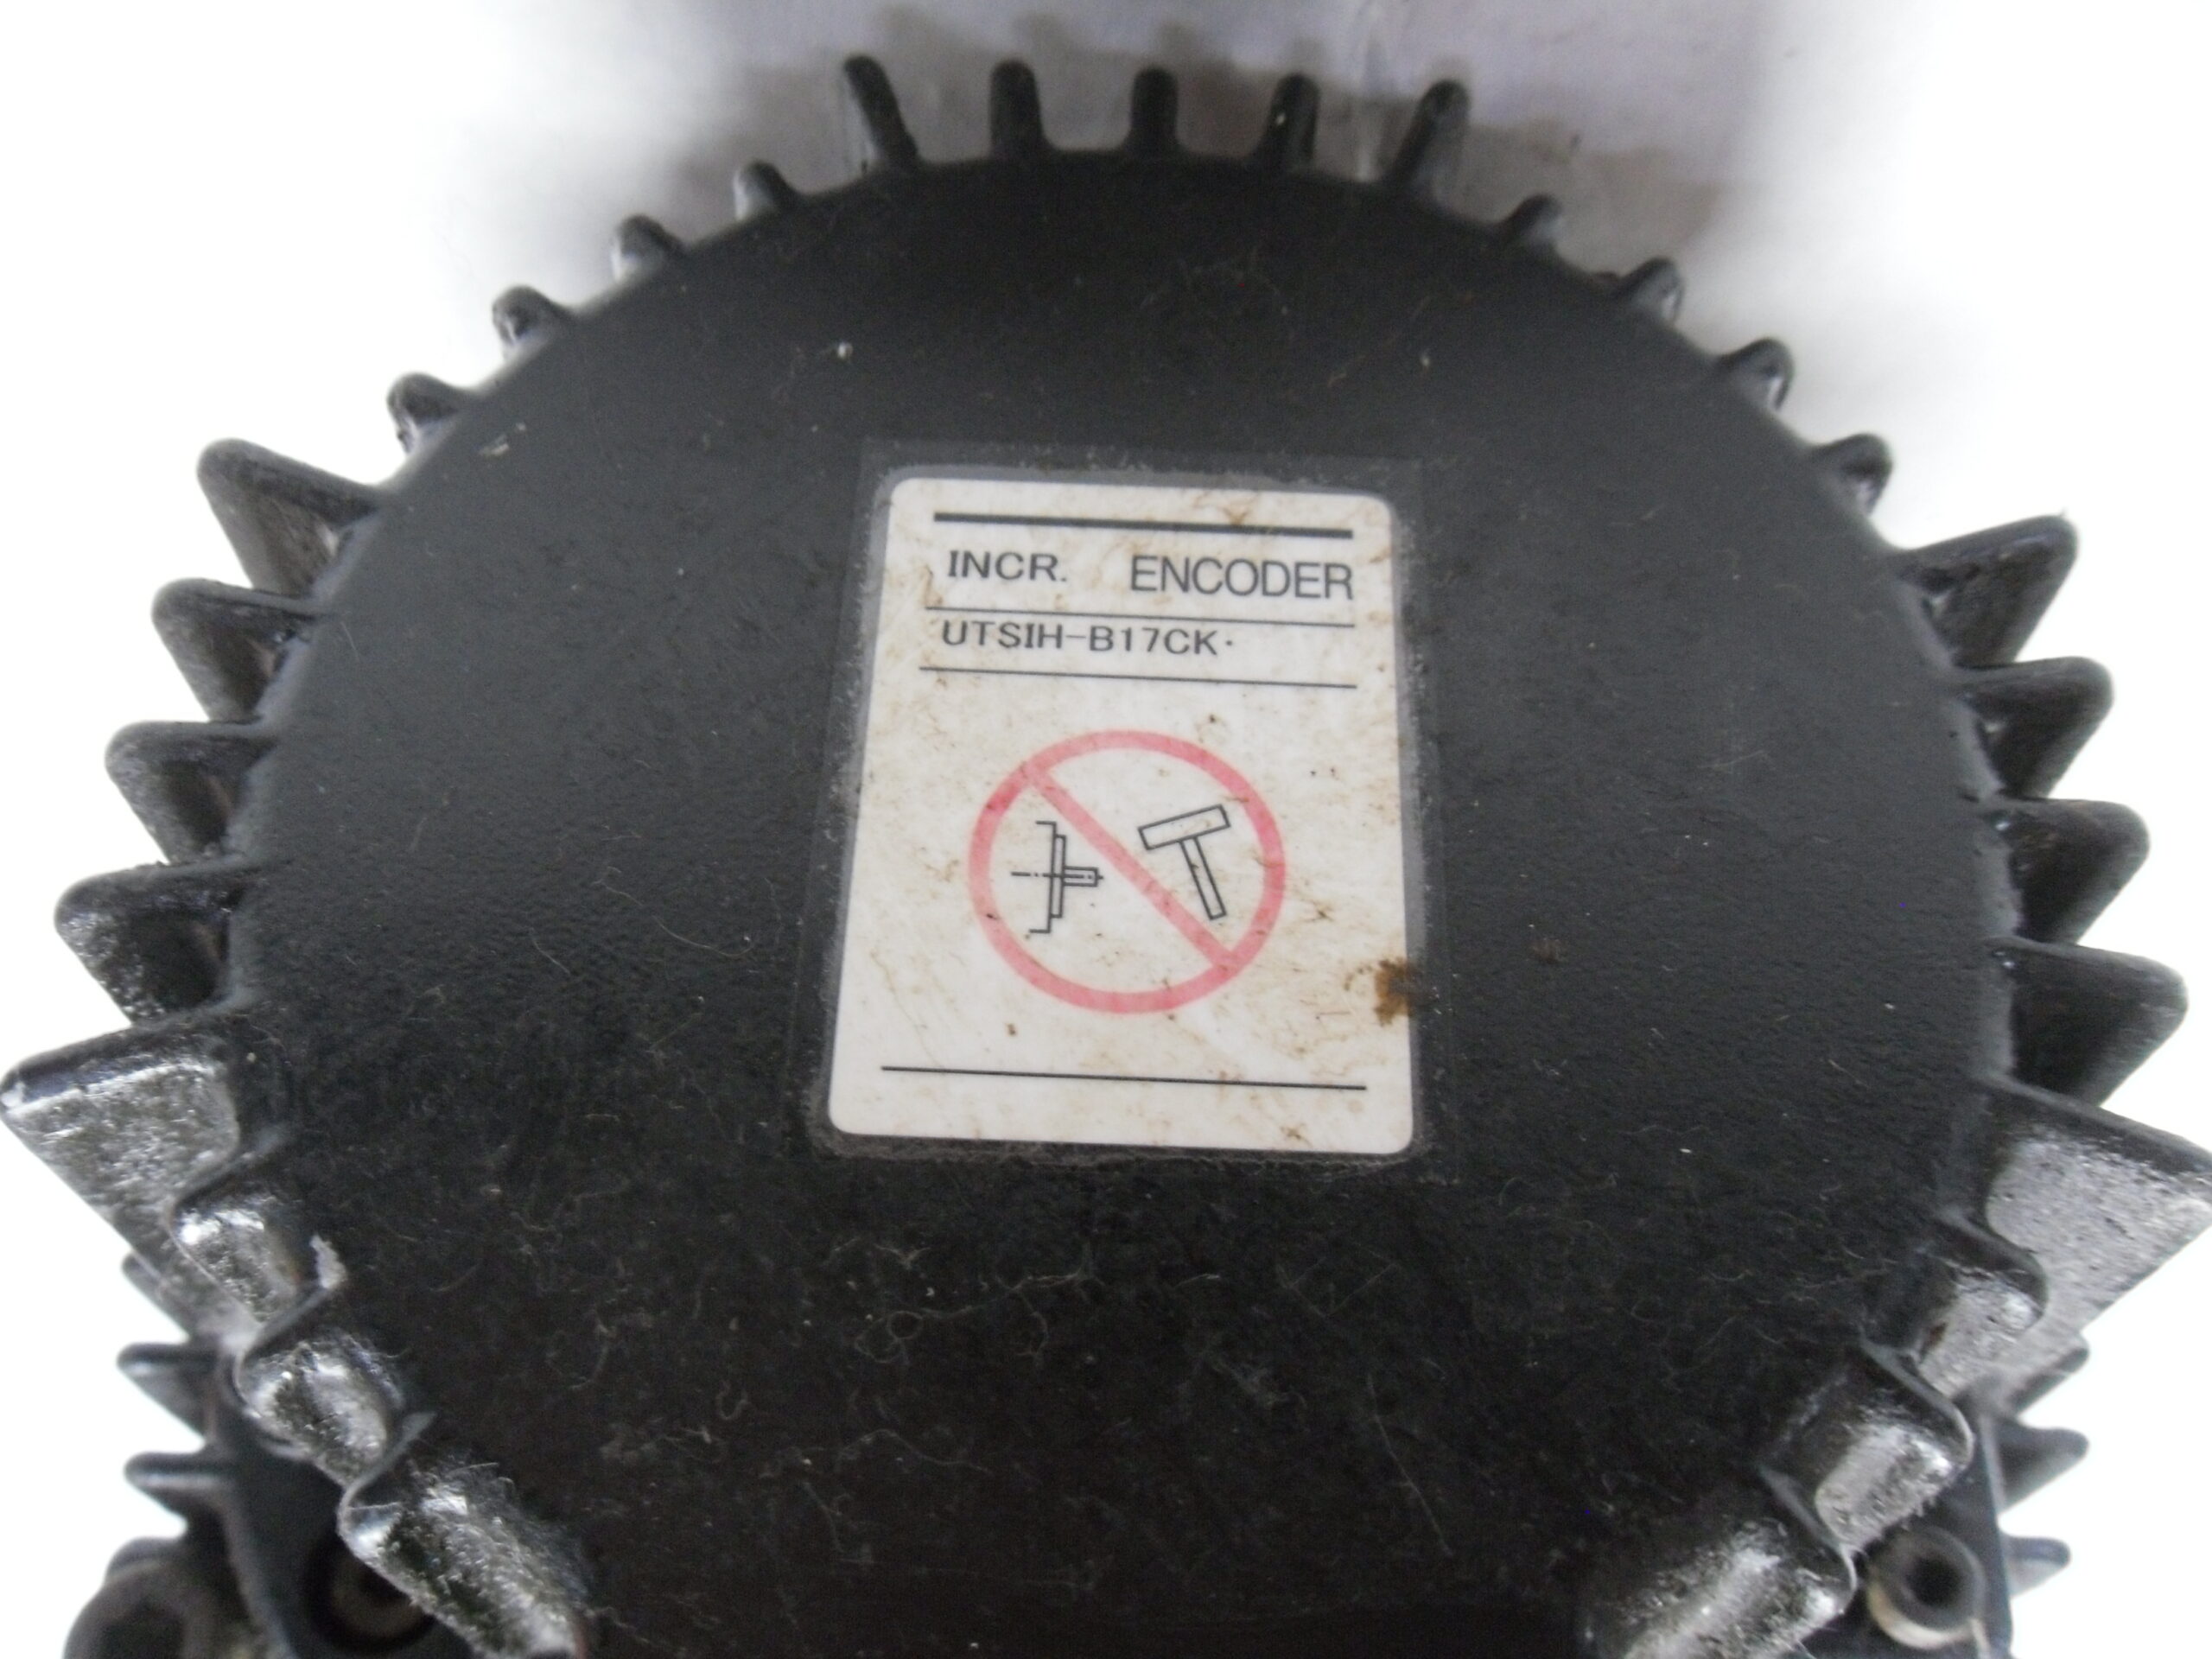 INCR. ENCODER
UTSIH-B17CK·